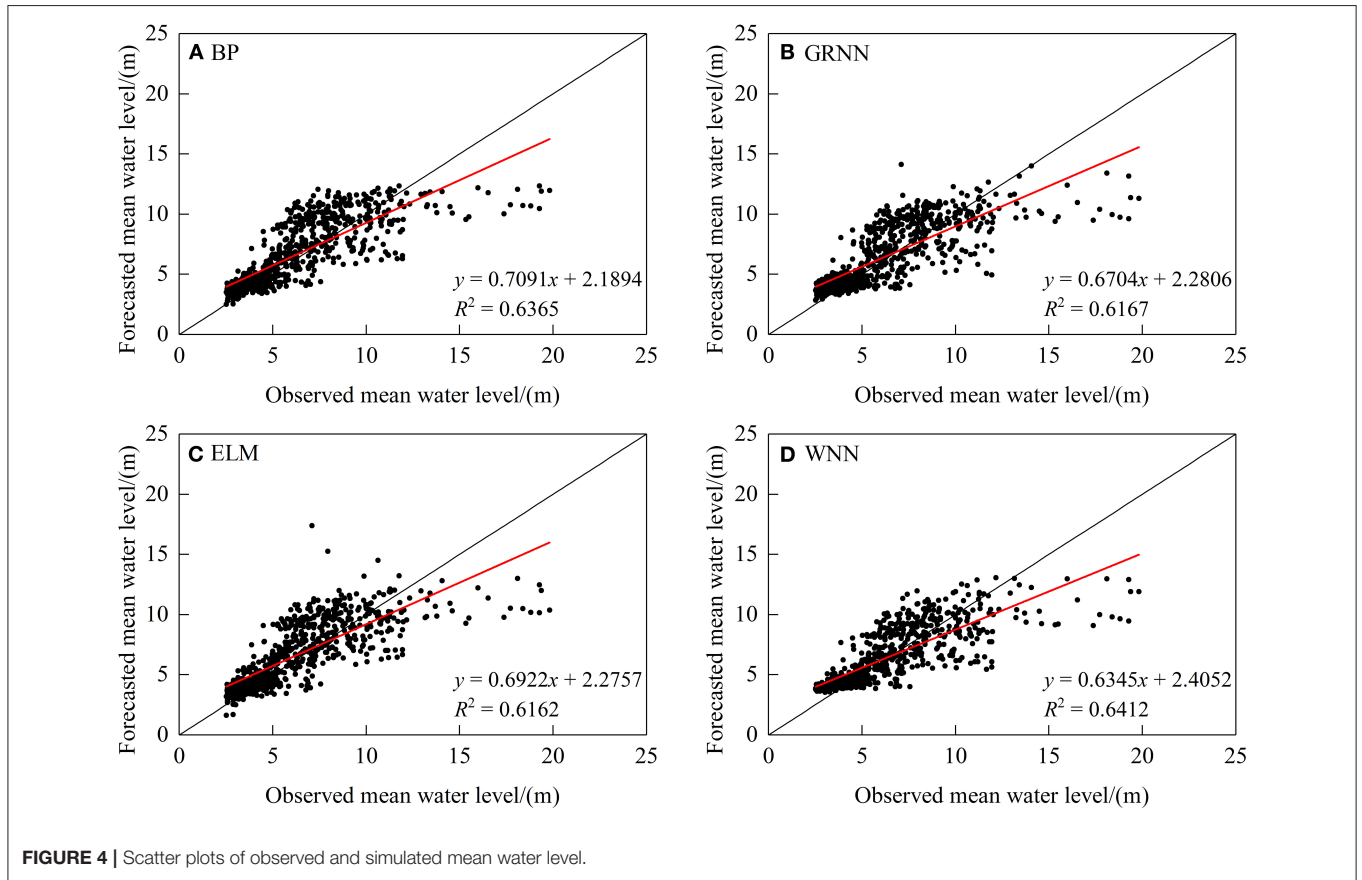 A BP
25
20
15
10
5
0
Forecasted mean water level/(m)
y = 0.7091x + 2.1894
R² = 0.6365
0 5 10 15 20 25
Observed mean water level/(m)
B GRNN
25
20
15
10
5
0
Forecasted mean water level/(m)
y = 0.6704x + 2.2806
R² = 0.6167
0 5 10 15 20 25
Observed mean water level/(m)
C ELM
25
20
15
10
5
0
Forecasted mean water level/(m)
y = 0.6922x + 2.2757
R² = 0.6162
0 5 10 15 20 25
Observed mean water level/(m)
D WNN
25
20
15
10
5
0
Forecasted mean water level/(m)
y = 0.6345x + 2.4052
R² = 0.6412
0 5 10 15 20 25
Observed mean water level/(m)
FIGURE 4 | Scatter plots of observed and simulated mean water level.